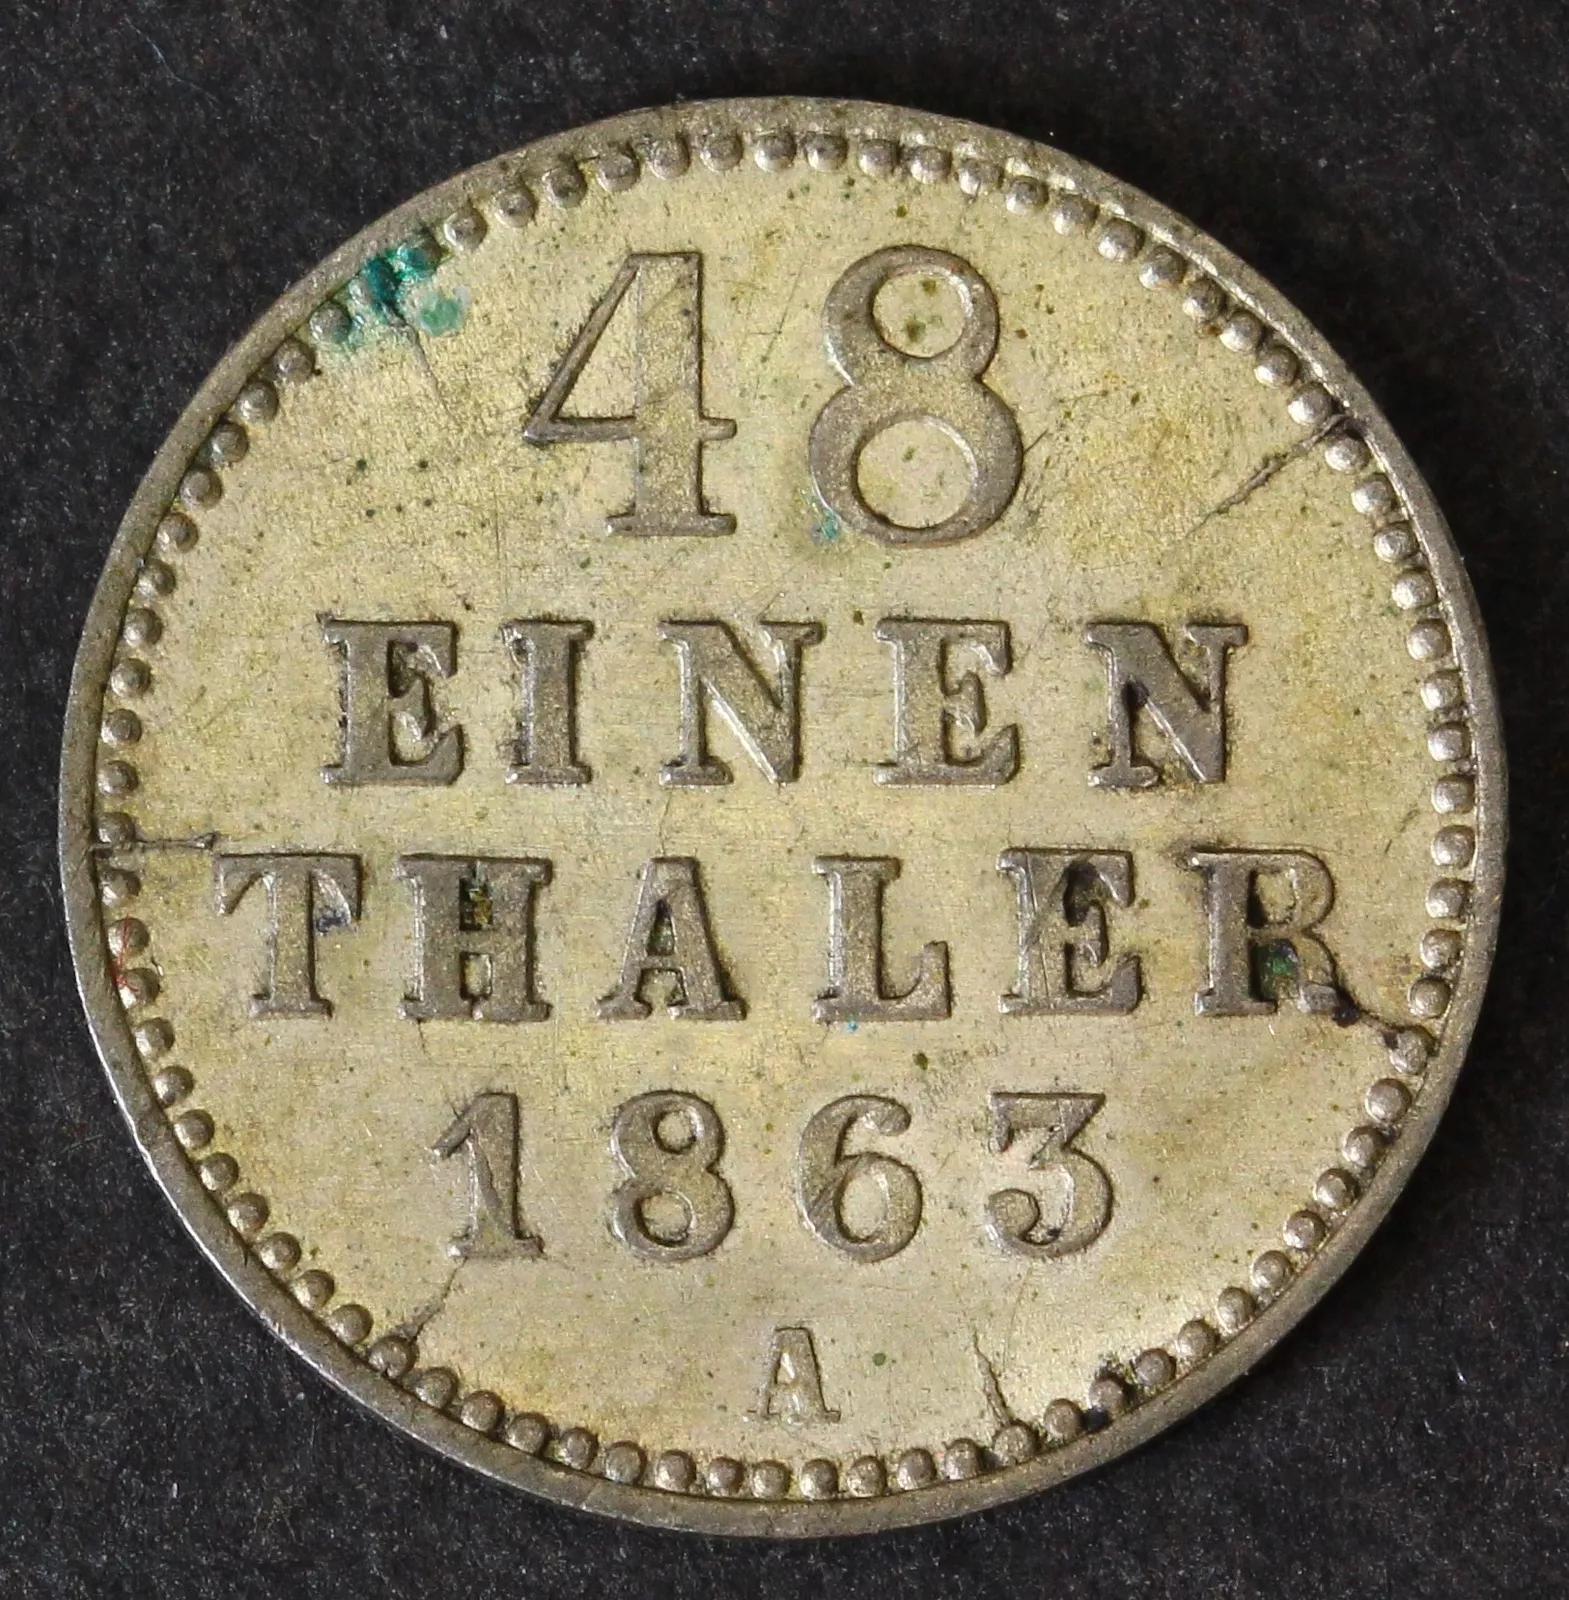 48
EINEN
THALER
1863
A